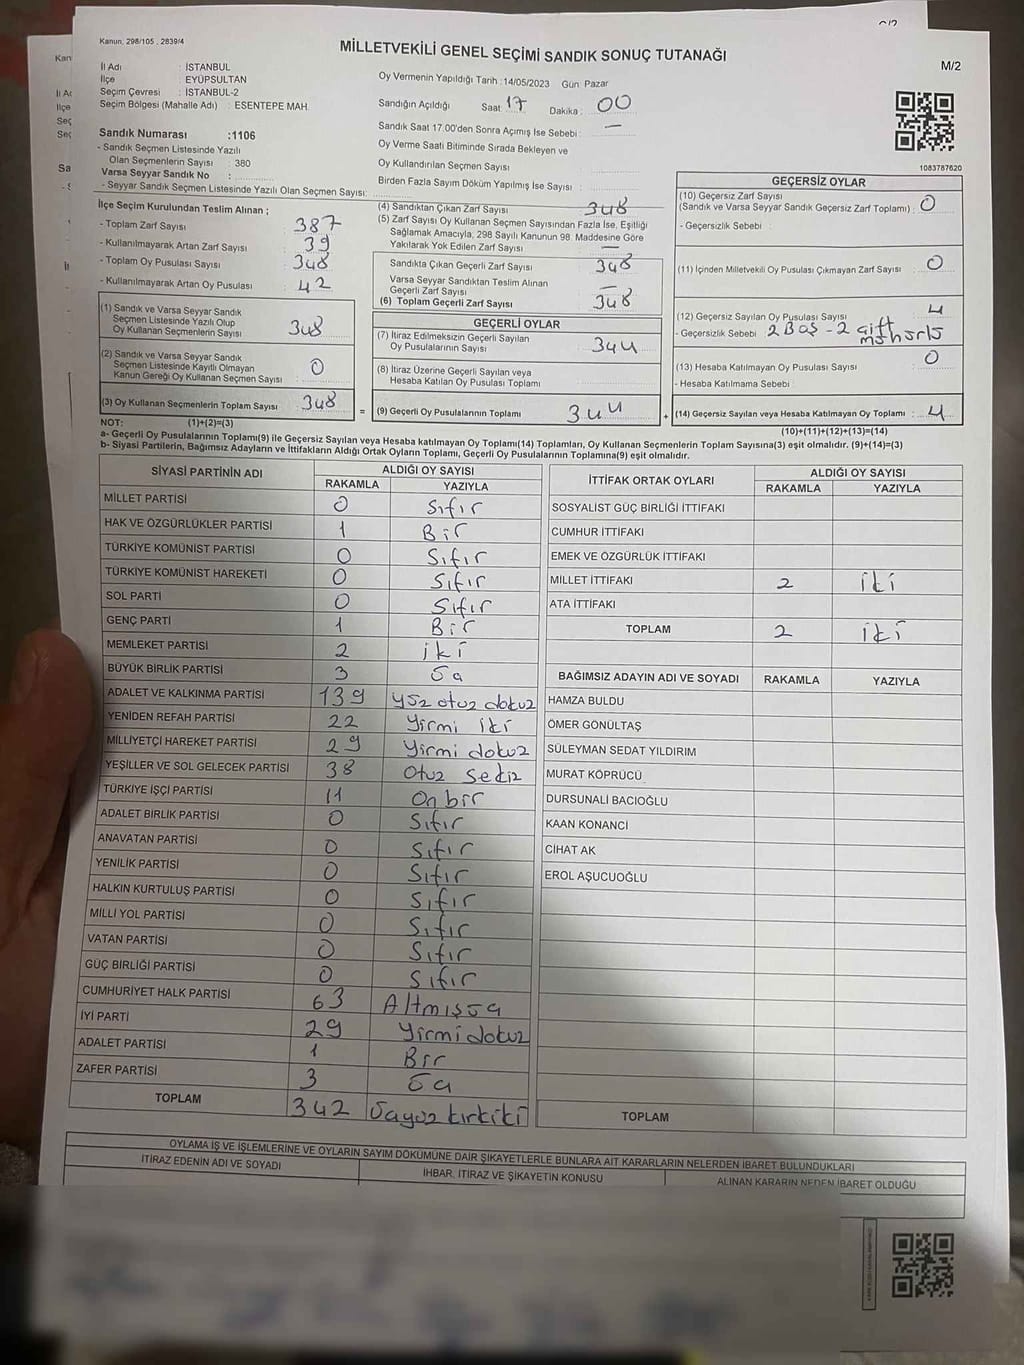 Kanun, 298/105 , 2839/4
MİLLETVEKİLİ GENEL SEÇİMİ SANDIK SONUÇ TUTANAĞI
M/2
İl Adı : İSTANBUL
İlçe : EYÜPSULTAN
Seçim Çevresi : İSTANBUL-2
Seçim Bölgesi (Mahalle Adı) : ESENTEPE MAH.
Oy Vermenin Yapıldığı Tarih : 14/05/2023 Gün Pazar
Sandığın Açıldığı Saat 17 Dakika : 00
Sandık Saat 17.00'den Sonra Açımış İse Sebebi : —
Oy Verme Saati Bitiminde Sırada Bekleyen ve
Oy Kullandırılan Seçmen Sayısı
Birden Fazla Sayım Döküm Yapılmış İse Sayısı :
1083787620
Sandık Numarası :1106
- Sandık Seçmen Listesinde Yazılı
Olan Seçmenlerin Sayısı : 380
Varsa Seyyar Sandık No :
- Seyyar Sandık Seçmen Listesinde Yazılı Olan Seçmen Sayısı:
İlçe Seçim Kurulundan Teslim Alınan ;
- Toplam Zarf Sayısı 387
- Kullanılmayarak Artan Zarf Sayısı 39
- Toplam Oy Pusulası Sayısı 348
- Kullanılmayarak Artan Oy Pusulası 42
(1) Sandık ve Varsa Seyyar Sandık
Seçmen Listesinde Yazılı Olup
Oy Kullanan Seçmenlerin Sayısı 348
(2) Sandık ve Varsa Seyyar Sandık
Seçmen Listesinde Kayıtlı Olmayan
Kanun Gereği Oy Kullanan Seçmen Sayısı 0
(3) Oy Kullanan Seçmenlerin Toplam Sayısı 348
(4) Sandıktan Çıkan Zarf Sayısı 348
(5) Zarf Sayısı Oy Kullanan Seçmen Sayısından Fazla İse, Eşitliği
Sağlamak Amacıyla; 298 Sayılı Kanunun 98. Maddesine Göre
Yakılarak Yok Edilen Zarf Sayısı —
Sandıkta Çıkan Geçerli Zarf Sayısı 348
Varsa Seyyar Sandıktan Teslim Alınan
Geçerli Zarf Sayısı —
(6) Toplam Geçerli Zarf Sayısı 348
GEÇERLİ OYLAR
(7) İtiraz Edilmeksizin Geçerli Sayılan
Oy Pusulalarının Sayısı 344
(8) İtiraz Üzerine Geçerli Sayılan veya
Hesaba Katılan Oy Pusulası Toplamı
= (9) Geçerli Oy Pusulalarının Toplamı 344
GEÇERSİZ OYLAR
(10) Geçersiz Zarf Sayısı
(Sandık ve Varsa Seyyar Sandık Geçersiz Zarf Toplamı) : 0
- Geçersizlik Sebebi :
(11) İçinden Milletvekili Oy Pusulası Çıkmayan Zarf Sayısı : 0
(12) Geçersiz Sayılan Oy Pusulası Sayısı : 4
- Geçersizlik Sebebi : 2 Boş - 2 çift
(13) Hesaba Katılmayan Oy Pusulası Sayısı : 0
- Hesaba Katılmama Sebebi :
+ (14) Geçersiz Sayılan veya Hesaba Katılmayan Oy Toplamı : 4
NOT: (1)+(2)=(3)
(10)+(11)+(12)+(13)=(14)
a- Geçerli Oy Pusulalarının Toplamı(9) ile Geçersiz Sayılan veya Hesaba katılmayan Oy Toplamı(14) Toplamları, Oy Kullanan Seçmenlerin Toplam Sayısına(3) eşit olmalıdır. (9)+(14)=(3)
b- Siyasi Partilerin, Bağımsız Adayların ve İttifakların Aldığı Ortak Oyların Toplamı, Geçerli Oy Pusulalarının Toplamına(9) eşit olmalıdır.
SİYASİ PARTİNİN ADI ALDIĞI OY SAYISI
RAKAMLA YAZIYLA
MİLLET PARTİSİ 0 Sıfır
HAK VE ÖZGÜRLÜKLER PARTİSİ 1 Bir
TÜRKİYE KOMÜNİST PARTİSİ 0 Sıfır
TÜRKİYE KOMÜNİST HAREKETİ 0 Sıfır
SOL PARTİ 0 Sıfır
GENÇ PARTİ 1 Bir
MEMLEKET PARTİSİ 2 iki
BÜYÜK BİRLİK PARTİSİ 3 üç
ADALET VE KALKINMA PARTİSİ 139 yüz otuz dokuz
YENİDEN REFAH PARTİSİ 22 Yirmi iki
MİLLİYETÇİ HAREKET PARTİSİ 29 Yirmi dokuz
YEŞİLLER VE SOL GELECEK PARTİSİ 38 Otuz sekiz
TÜRKİYE İŞÇİ PARTİSİ 11 On bir
ADALET BİRLİK PARTİSİ 0 Sıfır
ANAVATAN PARTİSİ 0 Sıfır
YENİLİK PARTİSİ 0 Sıfır
HALKIN KURTULUŞ PARTİSİ 0 Sıfır
MİLLİ YOL PARTİSİ 0 Sıfır
VATAN PARTİSİ 0 Sıfır
GÜÇ BİRLİĞİ PARTİSİ 0 Sıfır
CUMHURİYET HALK PARTİSİ 63 Altmışüç
İYİ PARTİ 29 Yirmi dokuz
ADALET PARTİSİ 1 Bir
ZAFER PARTİSİ 3 üç
TOPLAM 342 üçyüz kırkiki
İTTİFAK ORTAK OYLARI ALDIĞI OY SAYISI
RAKAMLA YAZIYLA
SOSYALİST GÜÇ BİRLİĞİ İTTİFAKI
CUMHUR İTTİFAKI
EMEK VE ÖZGÜRLÜK İTTİFAKI
MİLLET İTTİFAKI 2 iki
ATA İTTİFAKI
TOPLAM 2 iki
BAĞIMSIZ ADAYIN ADI VE SOYADI RAKAMLA YAZIYLA
HAMZA BULDU
ÖMER GÖNÜLTAŞ
SÜLEYMAN SEDAT YILDIRIM
MURAT KÖPRÜCÜ
DURSUNALİ BACIOĞLU
KAAN KONANCİ
CİHAT AK
EROL AŞUCUOĞLU
TOPLAM
OYLAMA İŞ VE İŞLEMLERİNE VE OYLARIN SAYIM DÖKÜMÜNE DAİR ŞİKAYETLERLE BUNLARA AİT KARARLARIN NELERDEN İBARET BULUNDUKLARI
İTİRAZ EDENİN ADI VE SOYADI İHBAR, İTİRAZ VE ŞİKAYETİN KONUSU ALINAN KARARIN NEDEN İBARET OLDUĞU